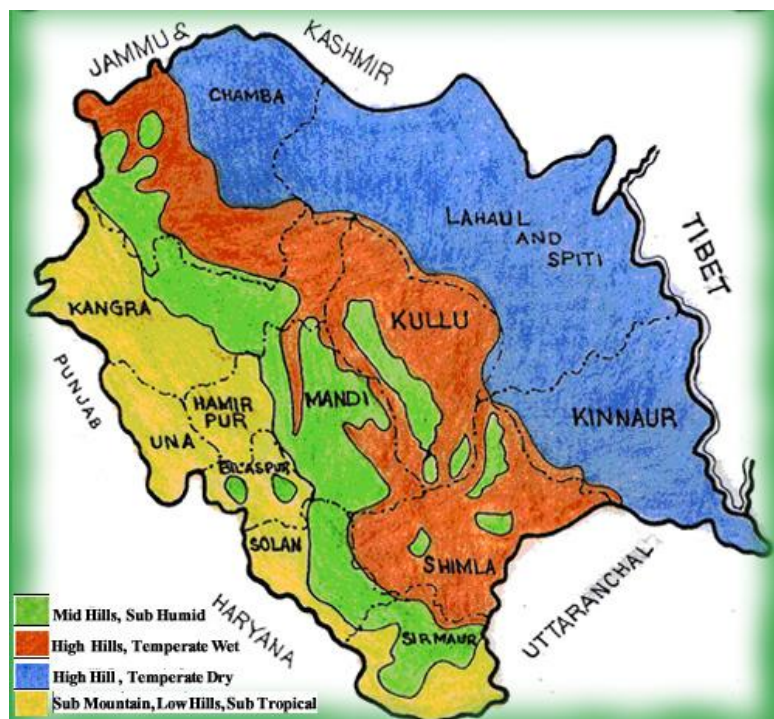 JAMMU &
KASHMIR
CHAMBA
LAHAUL
AND
SPITI
TIBET
KANGRA
KULLU
PUNJAB
HAMIR
PUR
MANDI
KINNAUR
UNA
BILASPUR
SOLAN
SHIMLA
UTTARANCHAL
HARYANA
SIRMAUR
Mid Hills, Sub Humid
High Hills, Temperate Wet
High Hill , Temperate Dry
Sub Mountain, Low Hills, Sub Tropical